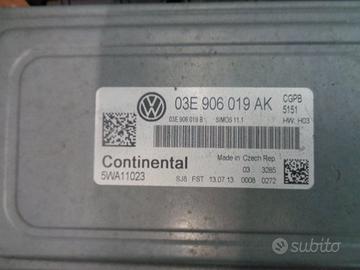 03E 906 019 AK
CGPB
5151
03E 906 019 B
SIMOS 11.1
HW: H03
Continental
5WA11023
Made in Czech Rep.
03 3285
SJ8 FST 13.07.13 0008 0272
subito